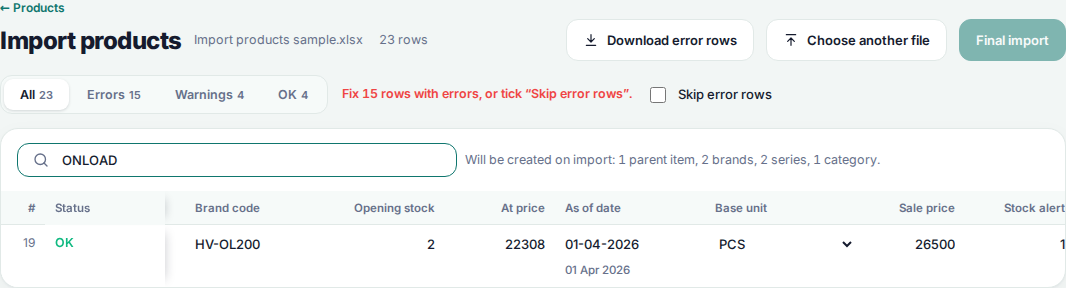 ← Products
Import products Import products sample.xlsx 23 rows Download error rows Choose another file Final import
All 23 Errors 15 Warnings 4 OK 4 Fix 15 rows with errors, or tick “Skip error rows”. Skip error rows
ONLOAD Will be created on import: 1 parent item, 2 brands, 2 series, 1 category.
# Status Brand code Opening stock At price As of date Base unit Sale price Stock alert
19 OK HV-OL200 2 22308 01-04-2026 PCS 26500 1
01 Apr 2026